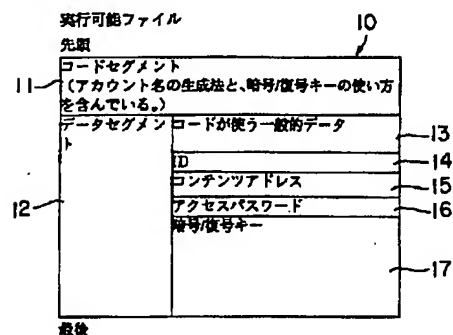 実行可能ファイル
先頭
10
コードセグメント
(アカウント名の生成法と、暗号/復号キーの使い方
を含んでいる。)
11
データセグメン
ト
コードが使う一般的データ
13
ID
14
コンテンツアドレス
15
アクセスパスワード
16
暗号/復号キー
12
17
最後